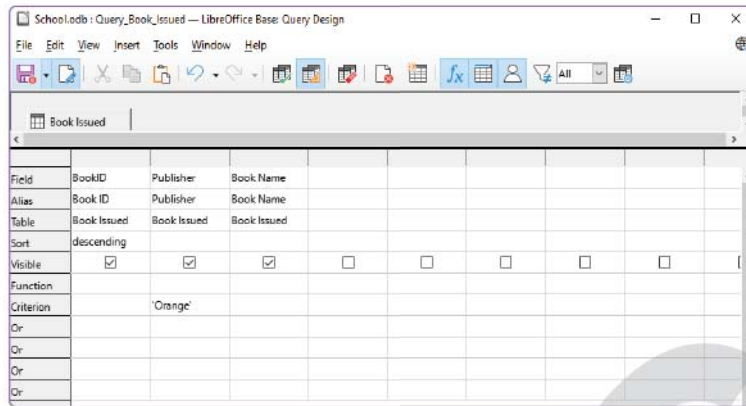 School.odb : Query_Book_Issued — LibreOffice Base: Query Design
File Edit View Insert Tools Window Help
All
Book Issued
Field BookID Publisher Book Name
Alias Book ID Publisher Book Name
Table Book Issued Book Issued Book Issued
Sort descending
Visible
Function
Criterion 'Orange'
Or
Or
Or
Or